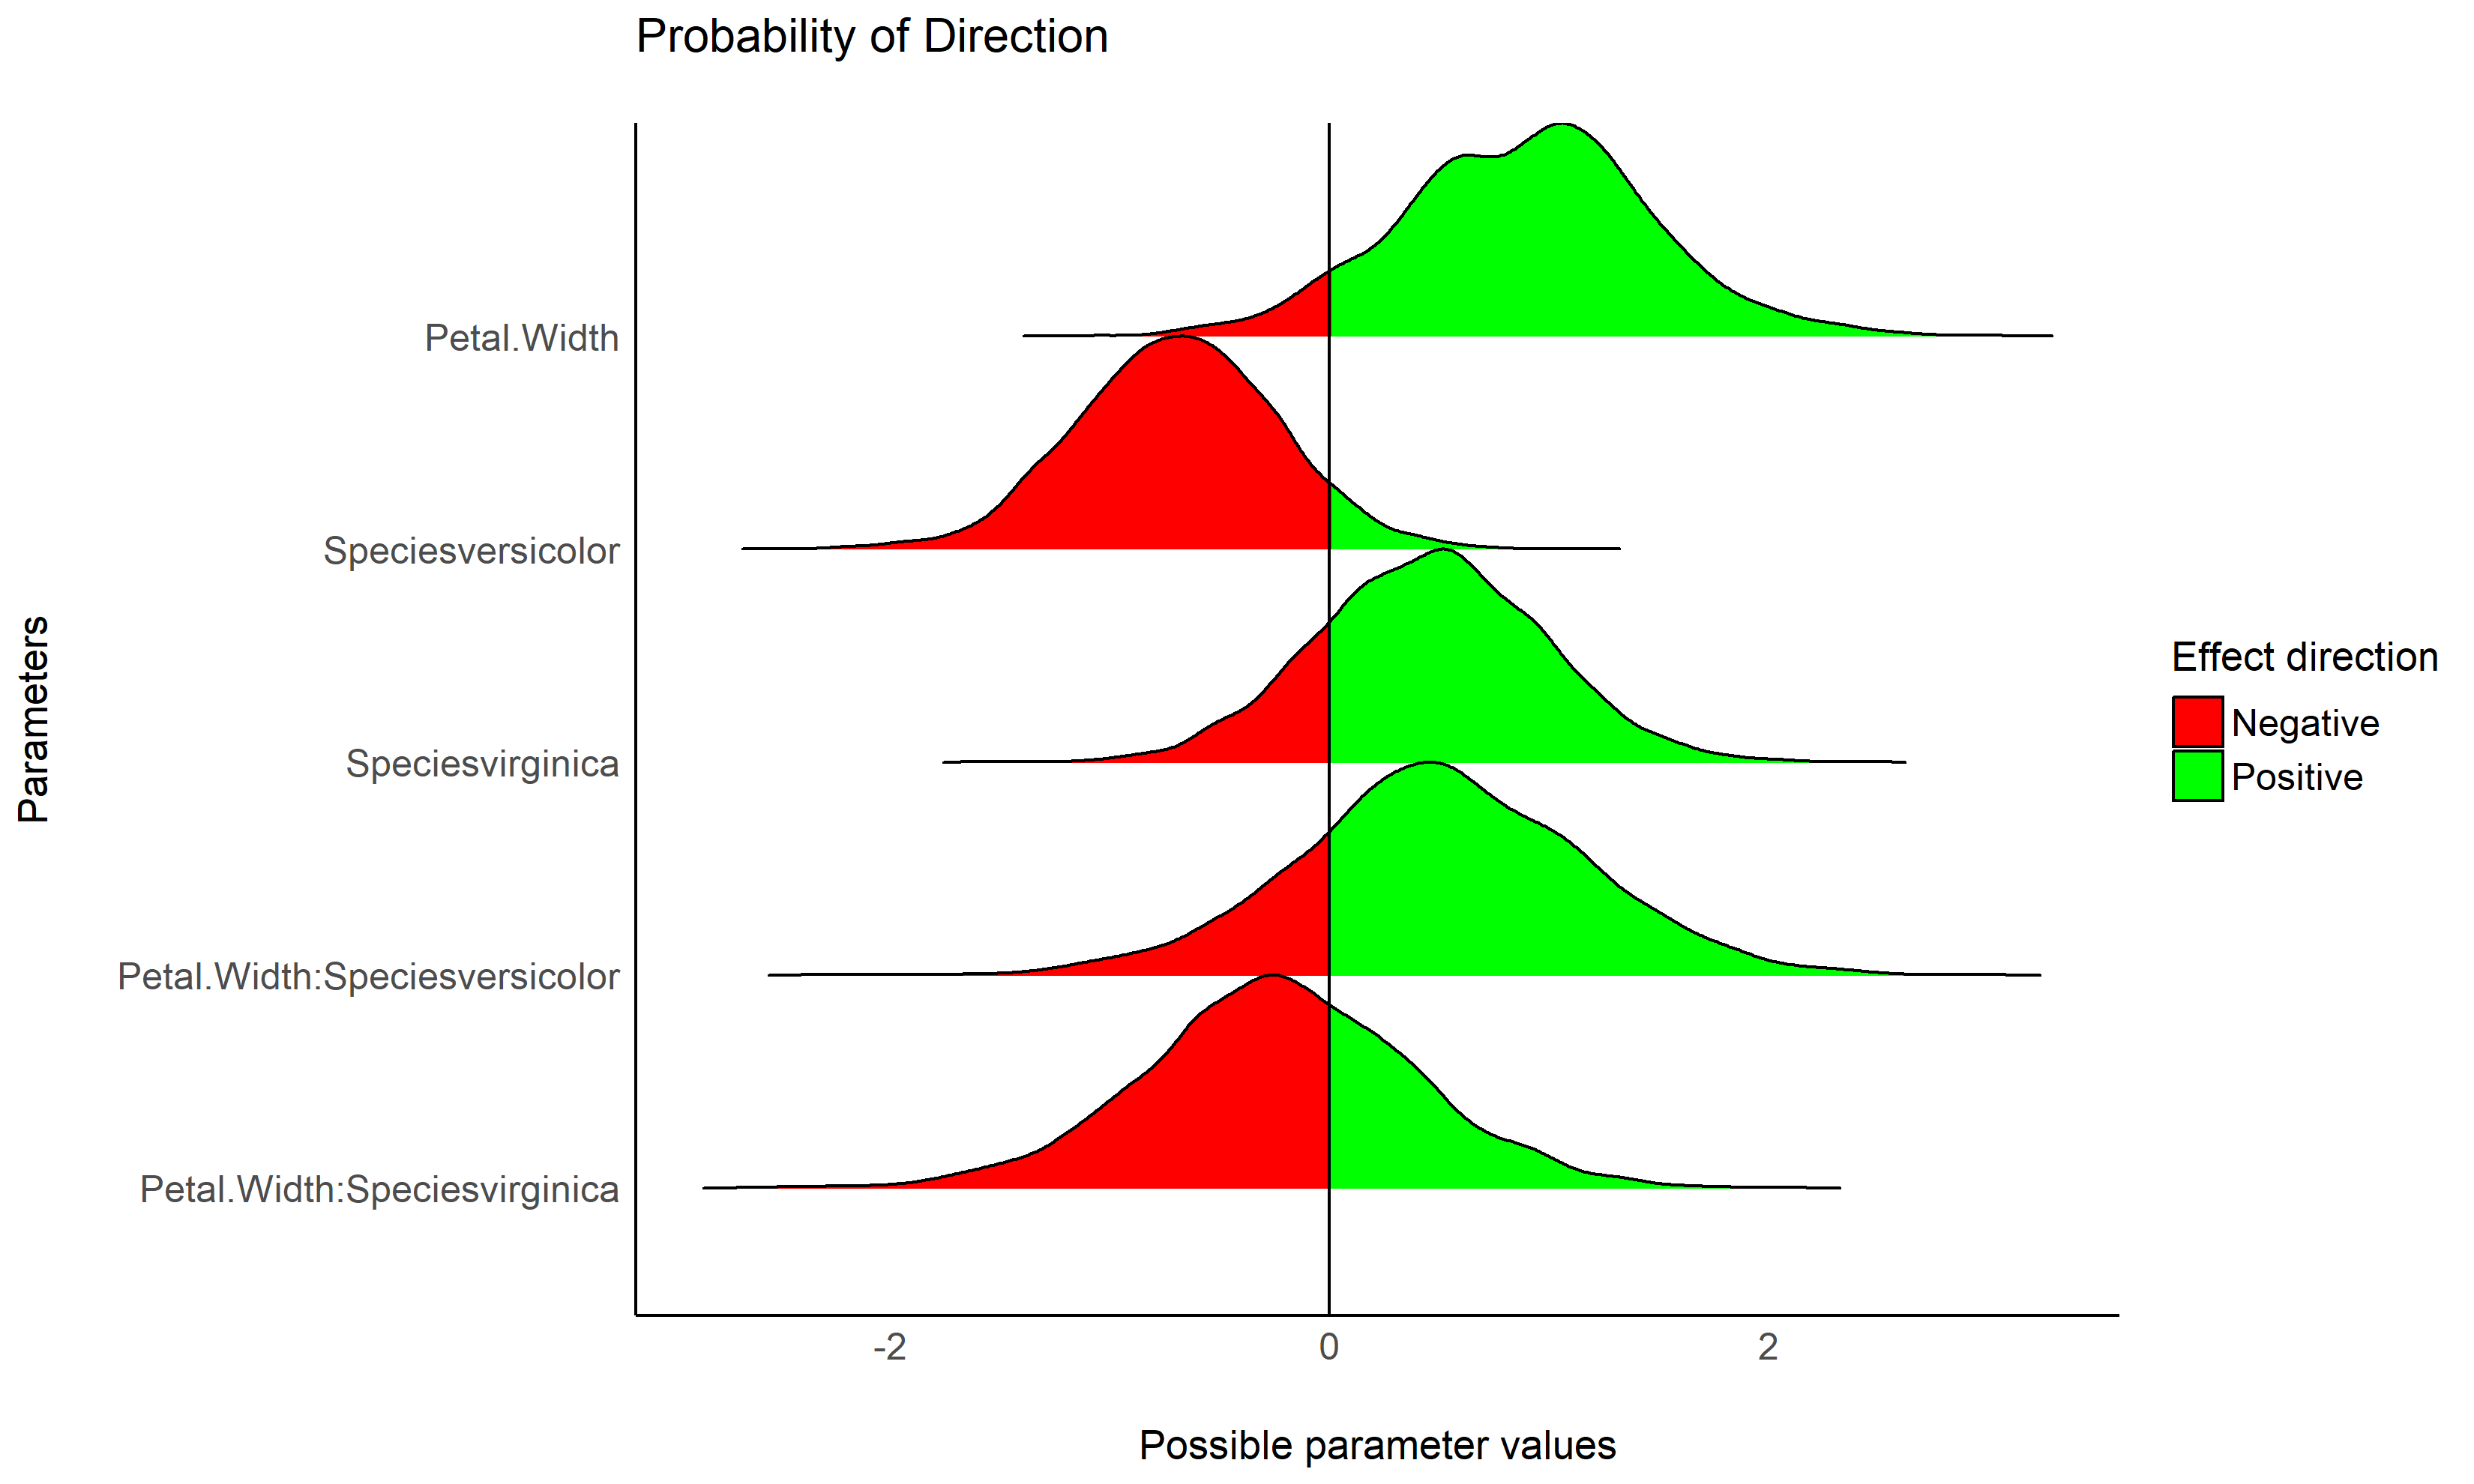 Probability of Direction
Petal.Width
Speciesversicolor
Speciesvirginica
Petal.Width:Speciesversicolor
Petal.Width:Speciesvirginica
Parameters
-2 0 2
Possible parameter values
Effect direction
Negative
Positive